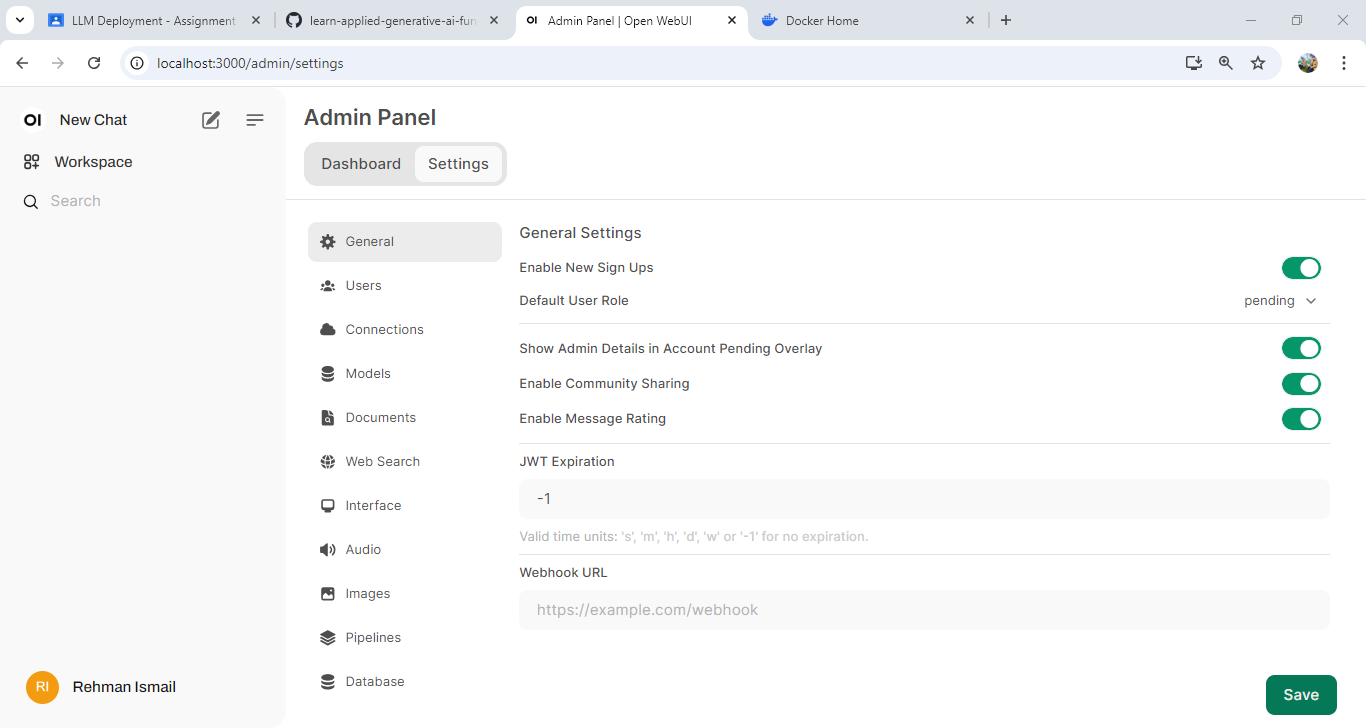 LLM Deployment - Assignment
learn-applied-generative-ai-fun
OI Admin Panel | Open WebUI
Docker Home
localhost:3000/admin/settings
OI New Chat
Workspace
Search
Admin Panel
Dashboard Settings
General
Users
Connections
Models
Documents
Web Search
Interface
Audio
Images
Pipelines
Database
General Settings
Enable New Sign Ups
Default User Role pending
Show Admin Details in Account Pending Overlay
Enable Community Sharing
Enable Message Rating
JWT Expiration
-1
Valid time units: 's', 'm', 'h', 'd', 'w' or '-1' for no expiration.
Webhook URL
https://example.com/webhook
RI Rehman Ismail
Save